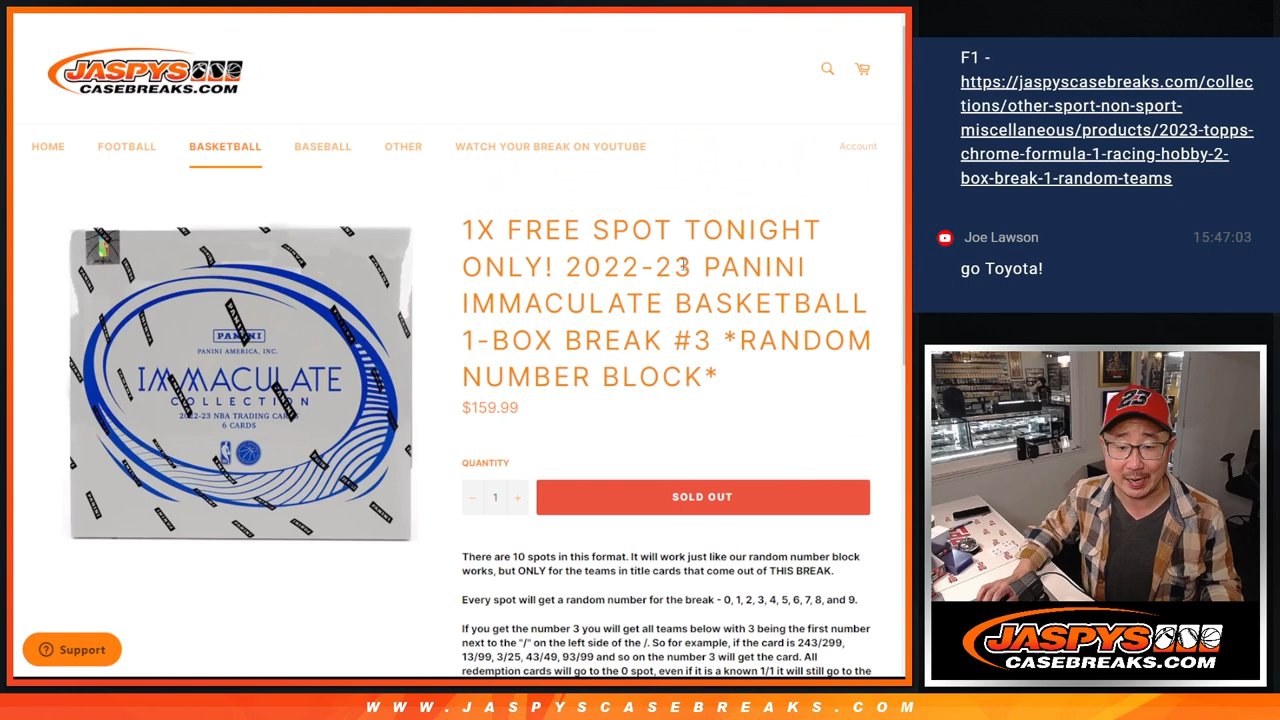 JASPYS
CASEBREAKS.COM
HOME
FOOTBALL
BASKETBALL
BASEBALL
OTHER
WATCH YOUR BREAK ON YOUTUBE
Account
PANINI
PANINI AMERICA, INC.
IMMACULATE
COLLECTION
2022-23 NBA TRADING CARDS
6 CARDS
1X FREE SPOT TONIGHT
ONLY! 2022-23 PANINI
IMMACULATE BASKETBALL
1-BOX BREAK #3 *RANDOM
NUMBER BLOCK*
$159.99
QUANTITY
− 1 +
SOLD OUT
There are 10 spots in this format. It will work just like our random number block
works, but ONLY for the teams in title cards that come out of THIS BREAK.
Every spot will get a random number for the break - 0, 1, 2, 3, 4, 5, 6, 7, 8, and 9.
If you get the number 3 you will get all teams below with 3 being the first number
next to the "/" on the left side of the /. So for example, if the card is 243/299,
13/99, 3/25, 43/49, 93/99 and so on the number 3 will get the card. All
redemption cards will go to the 0 spot, even if it is a known 1/1 it will still go to the
Support
F1 -
https://jaspyscasebreaks.com/collec
tions/other-sport-non-sport-
miscellaneous/products/2023-topps-
chrome-formula-1-racing-hobby-2-
box-break-1-random-teams
Joe Lawson 15:47:03
go Toyota!
23
JASPYS
CASEBREAKS.COM
WWW.JASPYSCASEBREAKS.COM